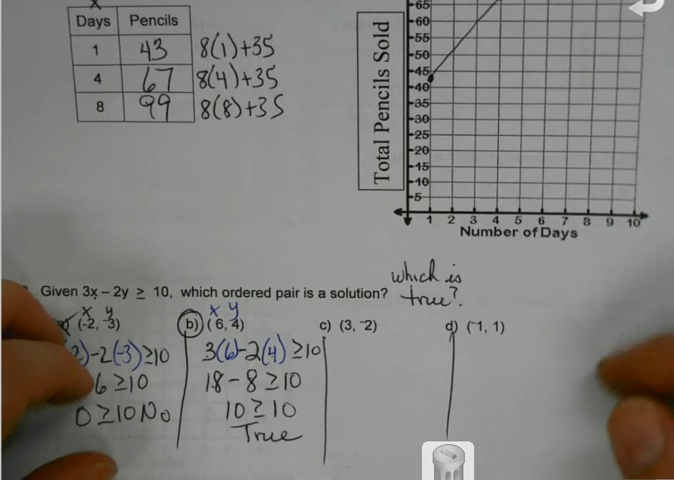 x
Days Pencils
1 43 8(1)+35
4 67 8(4)+35
8 99 8(8)+35
Total Pencils Sold
65
60
55
50
45
40
35
30
25
20
15
10
5
1 2 3 4 5 6 7 8 9 10
Number of Days
Given 3x – 2y ≥ 10, which ordered pair is a solution?
which is
true?
x y
(-2, -3)
)-2(-3)≥10
6≥10
0≥10 No
x y
b) (6, 4)
3(6)-2(4)≥10
18-8≥10
10≥10
True
c) (3, -2)
d) (-1, 1)